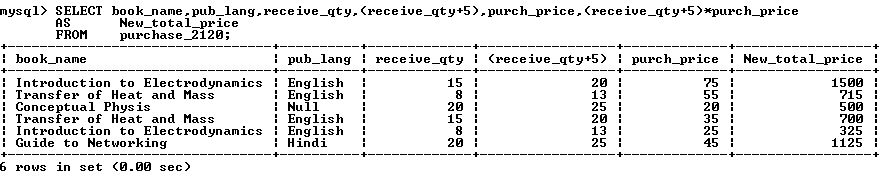 mysql> SELECT book_name,pub_lang,receive_qty,(receive_qty+5),purch_price,(receive_qty+5)*purch_price
AS New_total_price
FROM purchase_2120;
+-----------------------------------+----------+-------------+-----------------+-------------+-----------------+
| book_name | pub_lang | receive_qty | (receive_qty+5) | purch_price | New_total_price |
+-----------------------------------+----------+-------------+-----------------+-------------+-----------------+
| Introduction to Electrodynamics | English | 15 | 20 | 75 | 1500 |
| Transfer of Heat and Mass | English | 8 | 13 | 55 | 715 |
| Conceptual Physis | Null | 20 | 25 | 20 | 500 |
| Transfer of Heat and Mass | English | 15 | 20 | 35 | 700 |
| Introduction to Electrodynamics | English | 8 | 13 | 25 | 325 |
| Guide to Networking | Hindi | 20 | 25 | 45 | 1125 |
+-----------------------------------+----------+-------------+-----------------+-------------+-----------------+
6 rows in set (0.00 sec)